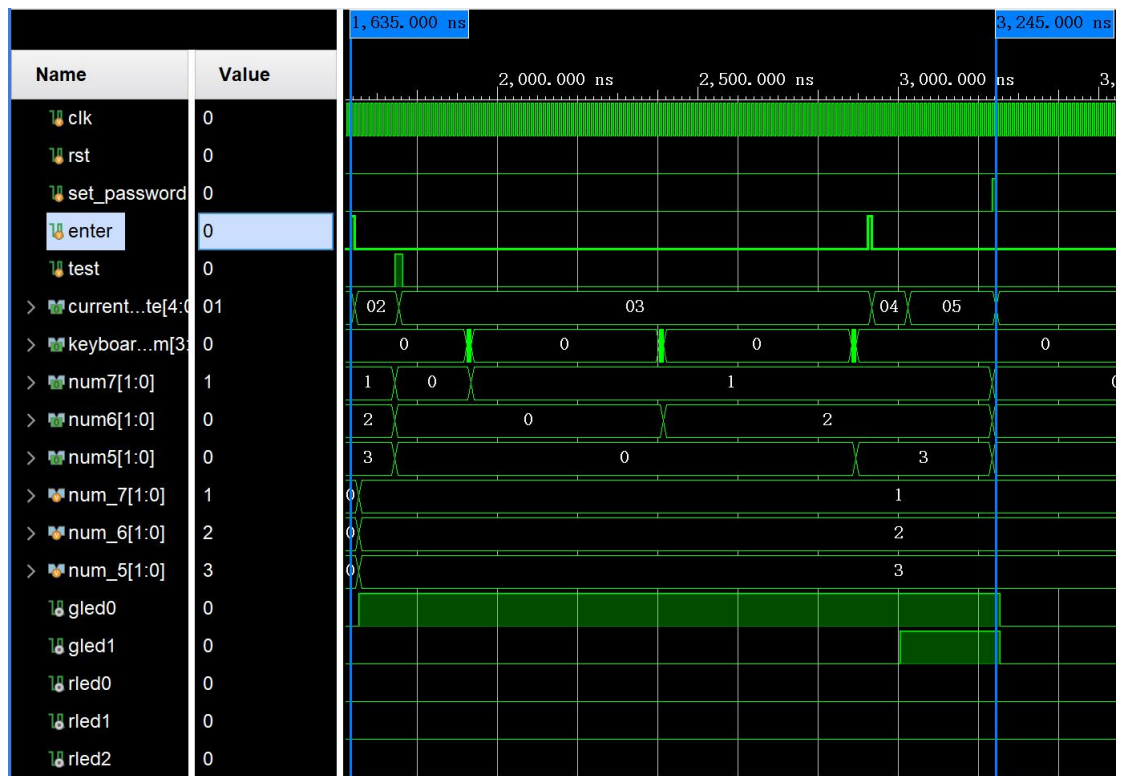 1,635.000 ns 3,245.000 ns
Name Value 2,000.000 ns 2,500.000 ns 3,000.000 ns 3,
clk 0
rst 0
set_password 0
enter 0
test 0
current...te[4:0 01 02 03 04 05
keyboar...m[3: 0 0 0 0 0
num7[1:0] 1 1 0 1 0
num6[1:0] 0 2 0 2
num5[1:0] 0 3 0 3
num_7[1:0] 1 0 1
num_6[1:0] 2 0 2
num_5[1:0] 3 0 3
gled0 0
gled1 0
rled0 0
rled1 0
rled2 0